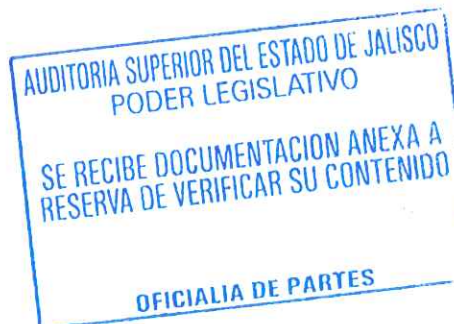 AUDITORIA SUPERIOR DEL ESTADO DE JALISCO
PODER LEGISLATIVO
SE RECIBE DOCUMENTACION ANEXA A
RESERVA DE VERIFICAR SU CONTENIDO
OFICIALIA DE PARTES